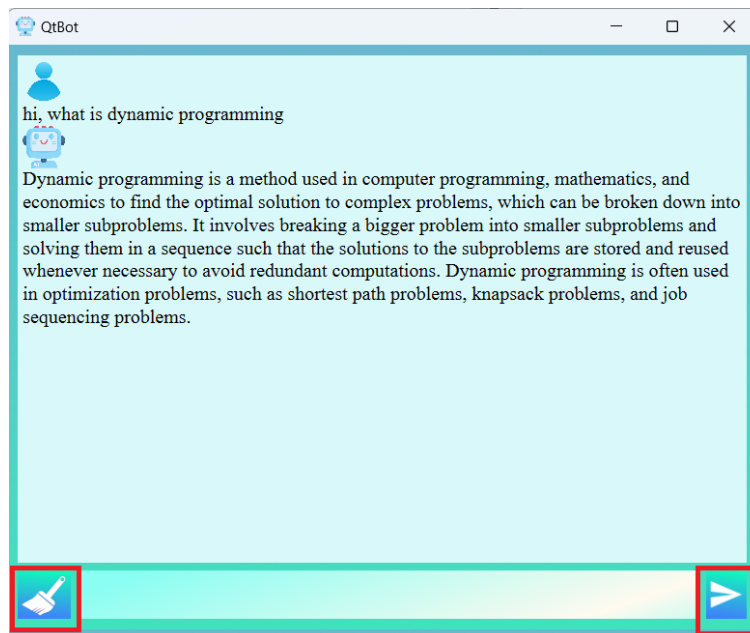 QtBot
hi, what is dynamic programming
Dynamic programming is a method used in computer programming, mathematics, and
economics to find the optimal solution to complex problems, which can be broken down into
smaller subproblems. It involves breaking a bigger problem into smaller subproblems and
solving them in a sequence such that the solutions to the subproblems are stored and reused
whenever necessary to avoid redundant computations. Dynamic programming is often used
in optimization problems, such as shortest path problems, knapsack problems, and job
sequencing problems.